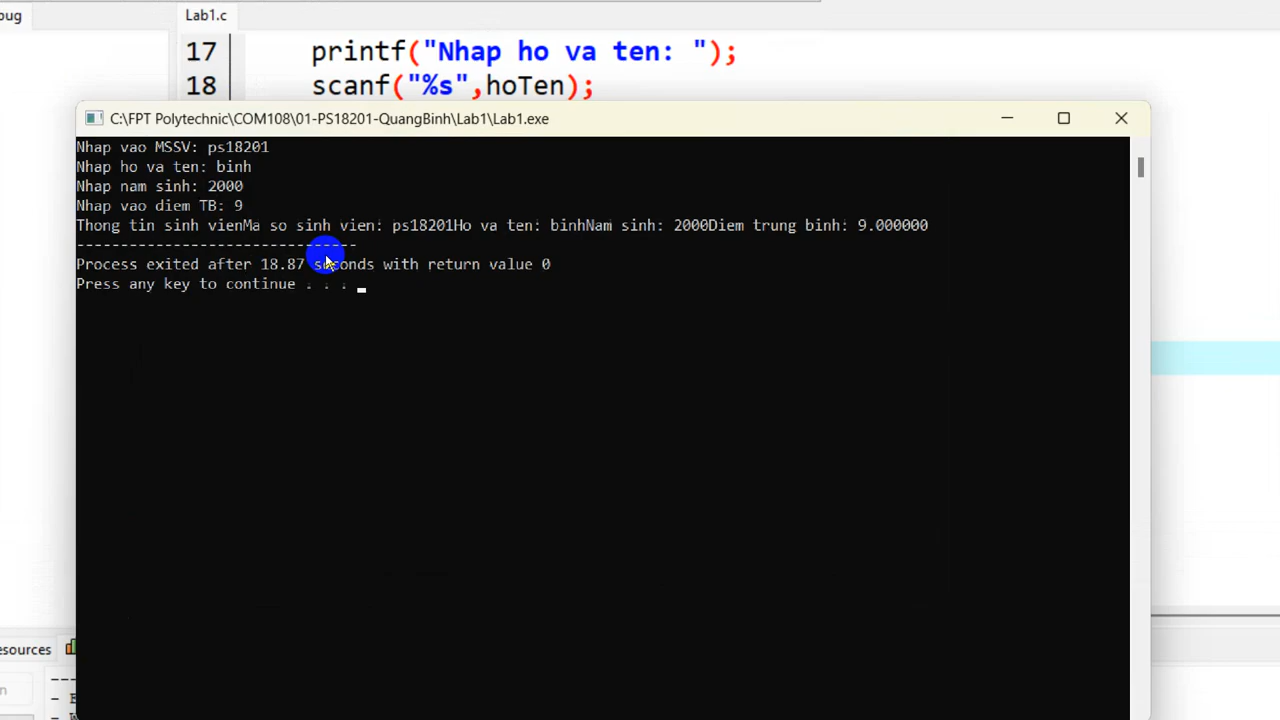 bug
Lab1.c
17 printf("Nhap ho va ten: ");
18 scanf("%s",hoTen);
C:\FPT Polytechnic\COM108\01-PS18201-QuangBinh\Lab1\Lab1.exe
Nhap vao MSSV: ps18201
Nhap ho va ten: binh
Nhap nam sinh: 2000
Nhap vao diem TB: 9
Thong tin sinh vienMa so sinh vien: ps18201Ho va ten: binhNam sinh: 2000Diem trung binh: 9.000000
--------------------------------
Process exited after 18.87 seconds with return value 0
Press any key to continue . . .
esources